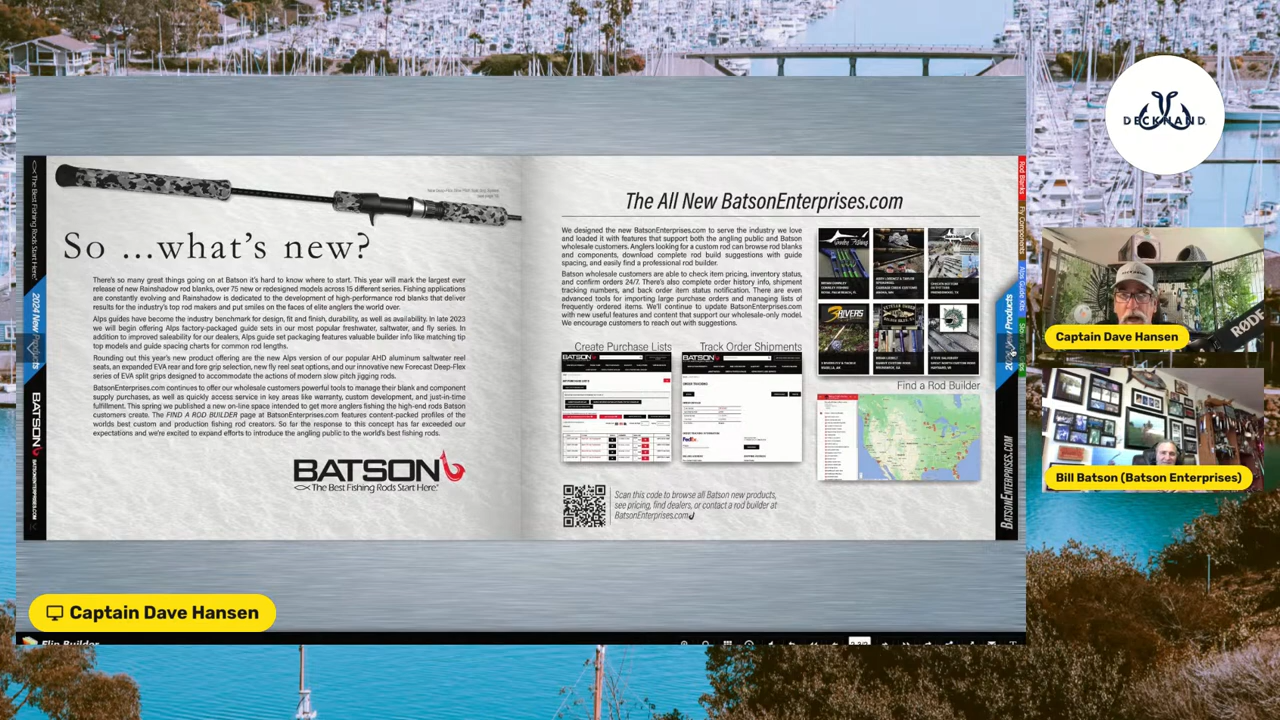 DECKHAND
So ...what's new?
There's so many great things going on at Batson it's hard to know where to start. This year will mark the largest ever
release of new Rainshadow rod blanks, over 75 new or redesigned models across 15 different series. Fishing applications
are constantly evolving and Rainshadow is dedicated to the development of high-performance rod blanks that deliver
results for the industry's top rod makers and put smiles on the faces of elite anglers the world over.
Alps guides have become the industry benchmark for design, fit and finish, durability, as well as availability. In late 2023
we will begin offering Alps factory-packaged guide sets in our most popular freshwater, saltwater, and fly series. In
addition to improved saleability for our dealers, Alps guide set packaging features valuable builder info like matching tip
top models and guide spacing charts for common rod lengths.
Rounding out this year's new product offering are the new Alps version of our popular AHD aluminum saltwater reel
seats, an expanded EVA rear and fore grip selection, new fly reel seat options, and our innovative new Forecast Deep-Flex
series of EVA split grips designed to accommodate the actions of modern slow pitch jigging rods.
BatsonEnterprises.com continues to offer our wholesale customers powerful tools to manage their blank and component
supply purchases, as well as quickly access service in key areas like warranty, custom development, and just-in-time
fulfillment. This spring we published a new on-line space intended to get more anglers fishing the high-end rods Batson
customers create. The FIND A ROD BUILDER page at BatsonEnterprises.com features content-packed profiles of the
worlds best custom and production fishing rod creators. So far the response to this concept has far exceeded our
expectations and we're excited to expand efforts to introduce the angling public to the world's best fishing rods.
BATSON
The Best Fishing Rods Start Here.
The All New BatsonEnterprises.com
We designed the new BatsonEnterprises.com to serve the industry we love
and loaded it with features that support both the angling public and Batson
wholesale customers. Anglers looking for a custom rod can browse rod blanks
and components, download complete rod build suggestions with guide
spacing, and easily find a professional rod builder.
Batson wholesale customers are able to check item pricing, inventory status,
and confirm orders 24/7. There's also complete order history info, shipment
tracking numbers, and back order item status notification. There are even
advanced tools for importing large purchase orders and managing lists of
frequently ordered items. We'll continue to update BatsonEnterprises.com
with new useful features and content that support our wholesale-only model.
We encourage customers to reach out with suggestions.
Create Purchase Lists
Track Order Shipments
BATSON
BATSON
FedEx
Find a Rod Builder
Scan this code to browse all Batson new products,
see pricing, find dealers, or contact a rod builder at
BatsonEnterprises.com
The Best Fishing Rods Start Here.
2024 New Products
BATSON
BATSONENTERPRISES.COM
Rod Blanks
Fly Components
Alps Guide Kits
BATSONENTERPRISES.COM
Captain Dave Hansen
Bill Batson (Batson Enterprises)
Captain Dave Hansen
Flip Builder